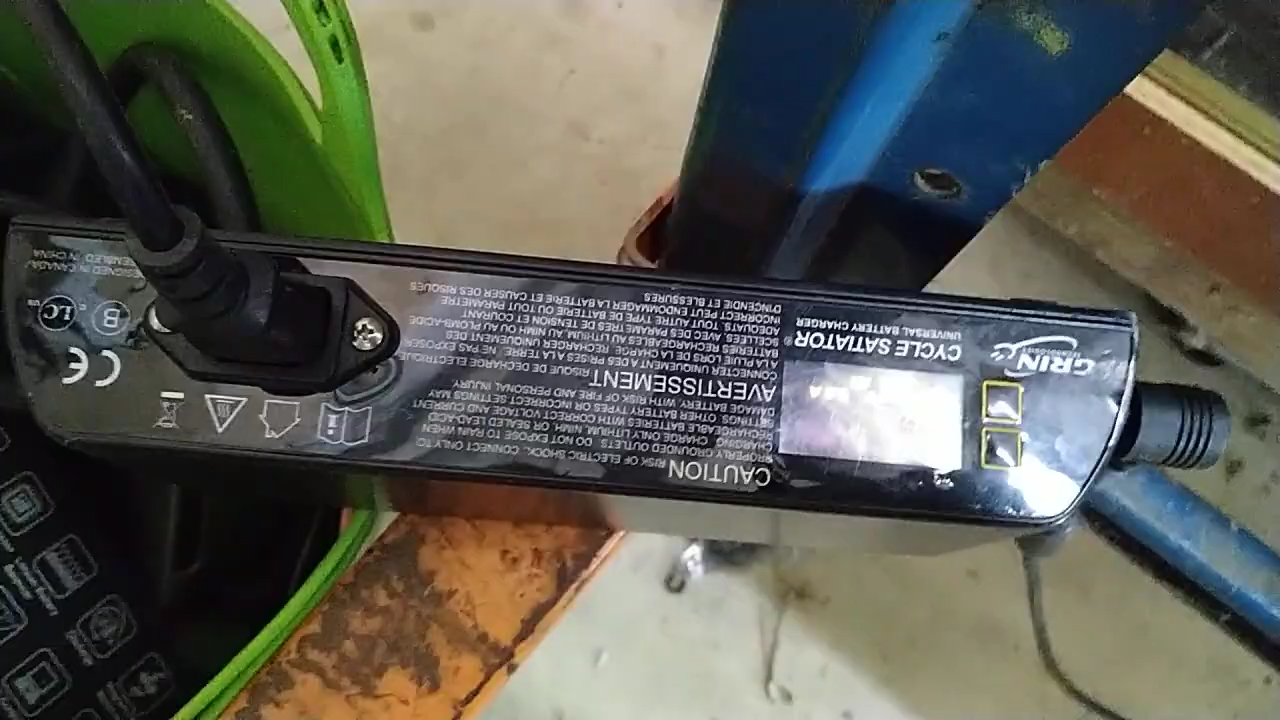 GRIN
TECHNOLOGIES
CYCLE SATIATOR®
UNIVERSAL BATTERY CHARGER
CAUTION
RISK OF ELECTRIC SHOCK. CONNECT ONLY TO
PROPERLY GROUNDED OUTLETS. DO NOT EXPOSE TO RAIN WHEN
CHARGING. CHARGE ONLY LITHIUM, NIMH, OR SEALED LEAD-ACID
RECHARGEABLE BATTERIES WITH CORRECT VOLTAGE AND CURRENT
SETTINGS. OTHER BATTERY TYPES OR INCORRECT SETTINGS MAY
DAMAGE BATTERY, WITH RISK OF FIRE AND PERSONAL INJURY.
AVERTISSEMENT
RISQUE DE DECHARGE ELECTRIQUE.
CONNECTER UNIQUEMENT A DES PRISES A LA TERRE. NE PAS EXPOSER
A LA PLUIE LORS DE LA CHARGE. RECHARGER UNIQUEMENT DES
BATTERIES RECHARGEABLES AU LITHIUM, AU NIMH OU AU PLOMB-ACIDE
SCELLEES AVEC DES PARAMETRES DE TENSION ET COURANT
ADEQUATS. TOUT AUTRE TYPE DE BATTERIE OU TOUT PARAMETRE
INCORRECT PEUT ENDOMMAGER LA BATTERIE ET CAUSER DES RISQUES
D'INCENDIE ET BLESSURES
CE
B
LC
US
DESIGNED IN CANADA/
ASSEMBLED IN CHINA